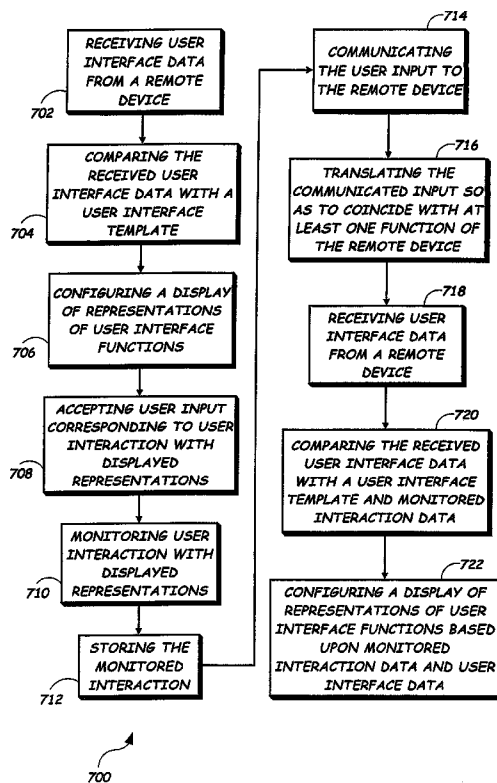 RECEIVING USER
INTERFACE DATA
FROM A REMOTE
DEVICE
702
COMPARING THE
RECEIVED USER
INTERFACE DATA WITH A
USER INTERFACE
TEMPLATE
704
CONFIGURING A DISPLAY
OF REPRESENTATIONS
OF USER INTERFACE
FUNCTIONS
706
ACCEPTING USER INPUT
CORRESPONDING TO USER
INTERACTION WITH
DISPLAYED
REPRESENTATIONS
708
MONITORING USER
INTERACTION WITH
DISPLAYED
REPRESENTATIONS
710
STORING THE
MONITORED
INTERACTION
712
700
714
COMMUNICATING
THE USER INPUT TO
THE REMOTE DEVICE
716
TRANSLATING THE
COMMUNICATED INPUT SO
AS TO COINCIDE WITH AT
LEAST ONE FUNCTION OF
THE REMOTE DEVICE
718
RECEIVING USER
INTERFACE DATA
FROM A REMOTE
DEVICE
720
COMPARING THE RECEIVED
USER INTERFACE DATA
WITH A USER INTERFACE
TEMPLATE AND MONITORED
INTERACTION DATA
722
CONFIGURING A DISPLAY OF
REPRESENTATIONS OF USER
INTERFACE FUNCTIONS BASED
UPON MONITORED
INTERACTION DATA AND USER
INTERFACE DATA